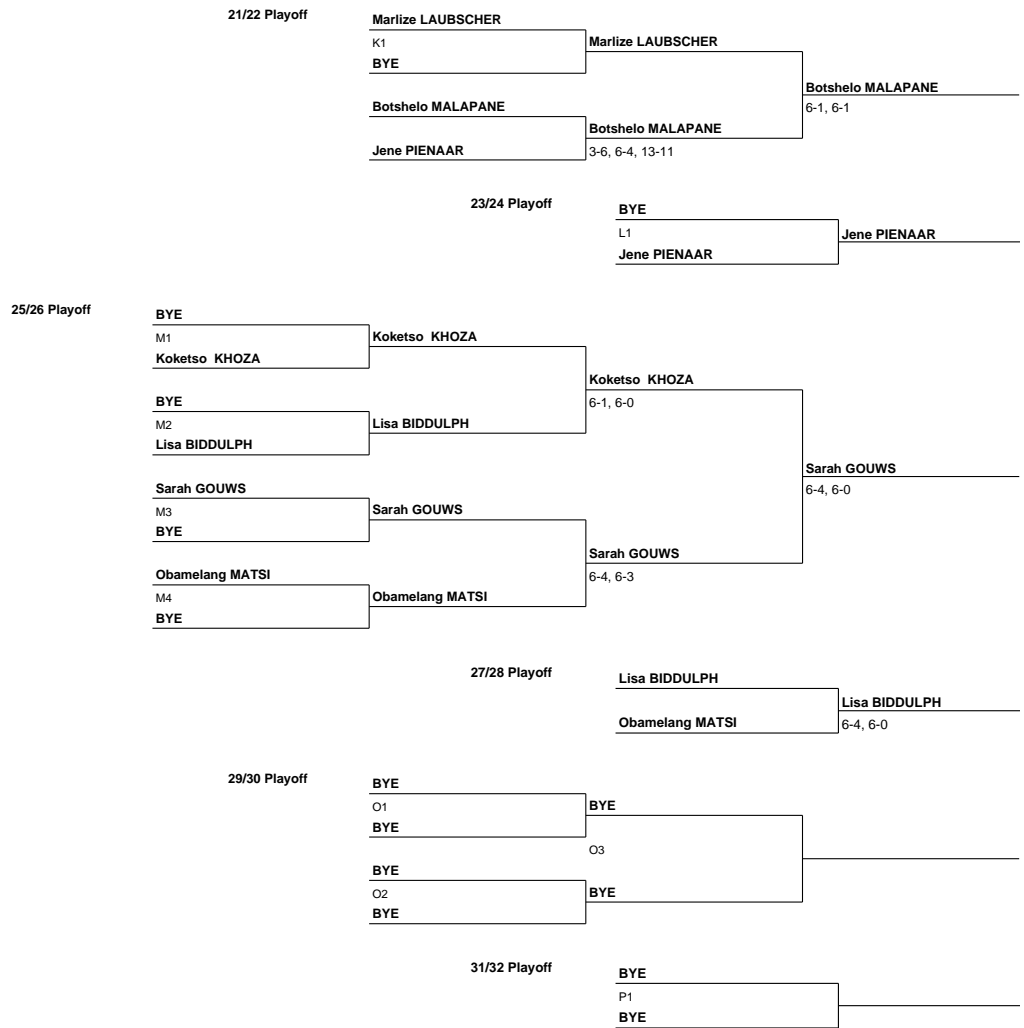 21/22 Playoff
Marlize LAUBSCHER
K1
BYE
Marlize LAUBSCHER
Botshelo MALAPANE
Jene PIENAAR
Botshelo MALAPANE
3-6, 6-4, 13-11
Botshelo MALAPANE
6-1, 6-1
23/24 Playoff
BYE
L1
Jene PIENAAR
Jene PIENAAR
25/26 Playoff
BYE
M1
Koketso KHOZA
Koketso KHOZA
BYE
M2
Lisa BIDDULPH
Lisa BIDDULPH
Koketso KHOZA
6-1, 6-0
Sarah GOUWS
M3
BYE
Sarah GOUWS
Obamelang MATSI
M4
BYE
Obamelang MATSI
Sarah GOUWS
6-4, 6-3
Sarah GOUWS
6-4, 6-0
27/28 Playoff
Lisa BIDDULPH
Obamelang MATSI
Lisa BIDDULPH
6-4, 6-0
29/30 Playoff
BYE
O1
BYE
BYE
O3
BYE
O2
BYE
BYE
31/32 Playoff
BYE
P1
BYE